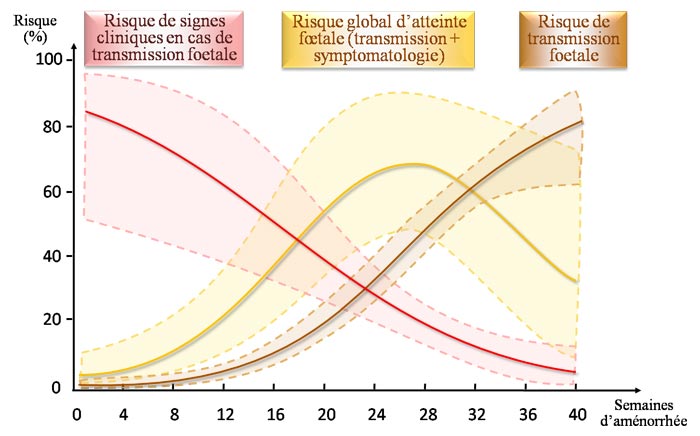 Risque
(%)
Risque de signes
cliniques en cas de
transmission foetale
Risque global d’atteinte
fœtale (transmission +
symptomatologie)
Risque de
transmission
foetale
100
80
60
40
20
0
0 4 8 12 16 20 24 28 32 36 40
Semaines
d’aménorrhée